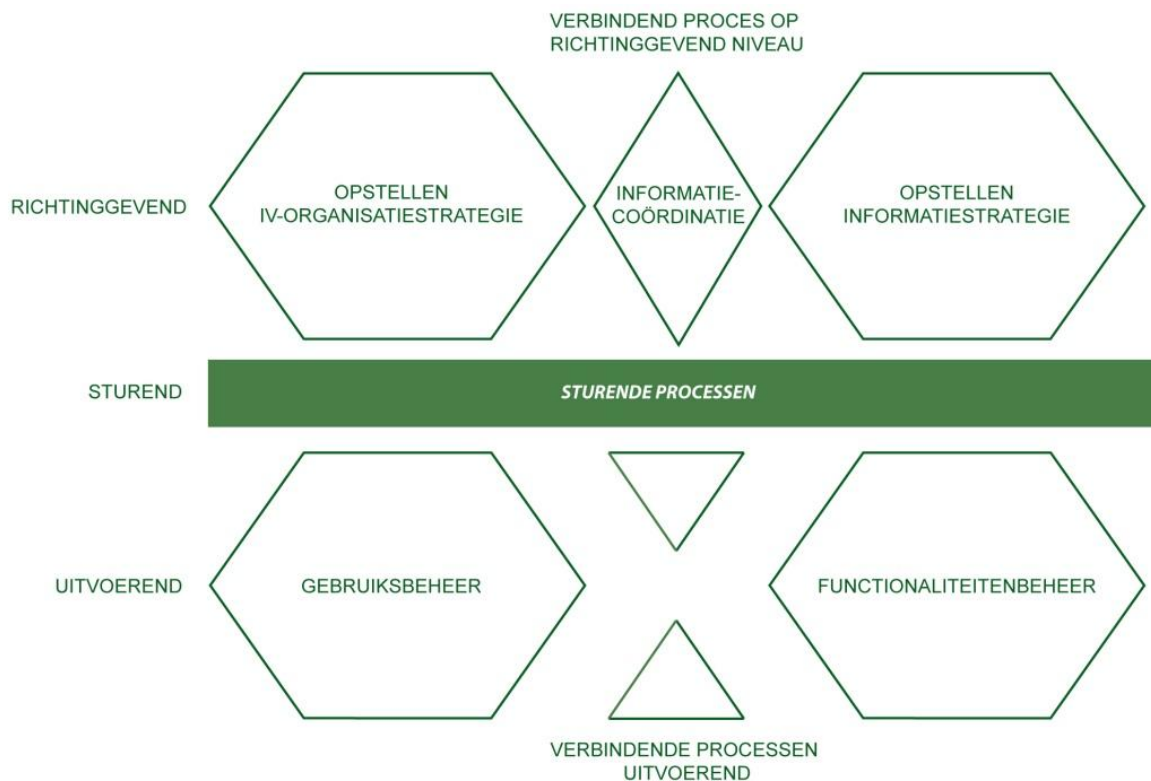 VERBINDEND PROCES OP
RICHTINGGEVEND NIVEAU
RICHTINGGEVEND
OPSTELLEN
IV-ORGANISATIESTRATEGIE
INFORMATIE-
COÖRDINATIE
OPSTELLEN
INFORMATIESTRATEGIE
STUREND
STURENDE PROCESSEN
UITVOEREND
GEBRUIKSBEHEER
FUNCTIONALITEITENBEHEER
VERBINDENDE PROCESSEN
UITVOEREND